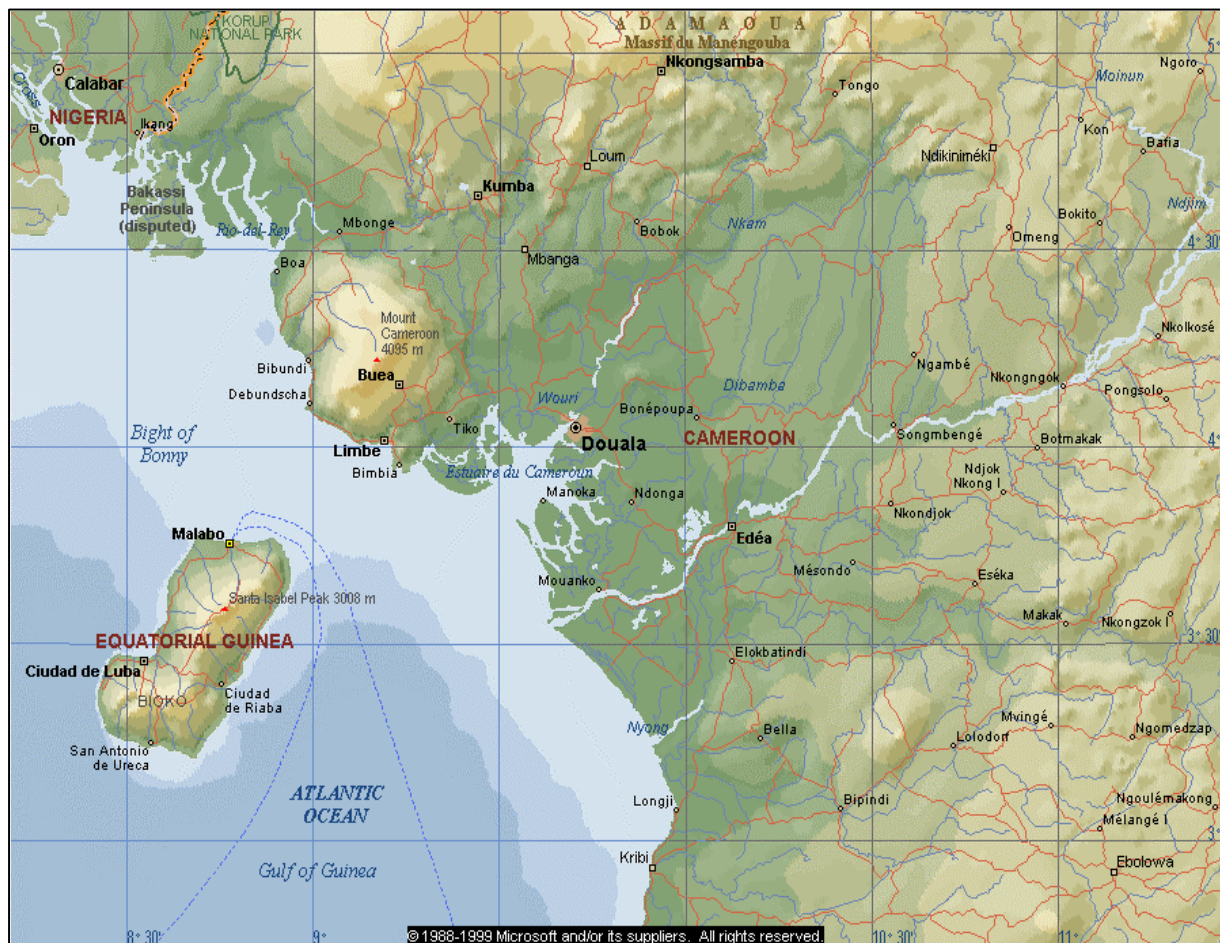 KORUP
NATIONAL PARK
A D A M A O U A
Massif du Manéngouba
Nkongsamba
5°
Ngoro
Calabar
Moinun
Tongo
Cross
NIGERIA
Ikang
Kon
Oron
Bafia
Ndikiniméki
Loum
Kumba
Bakassi
Peninsula
(disputed)
Ndjim
Rio-del-Rey
Mbonge
Bobok
Nkam
Bokito
Omeng
4° 30'
Mbanga
Boa
Mount
Cameroon
4095 m
Nkolkosé
Bibundi
Buea
Ngambé
Nkongngok
Dibamba
Pongsolo
Debundscha
Wouri
Bonépoupa
Bight of
Bonny
Tiko
Douala
CAMEROON
Songmbengé
4°
Limbe
Botmakak
Bimbia
Estuaire du Cameroun
Ndjok
Nkong I
Manoka
Ndonga
Nkondjok
Malabo
Edéa
Mouanko
Mésondo
Eséka
Santa Isabel Peak 3008 m
Makak
Nkongzok I
EQUATORIAL GUINEA
3° 30'
Ciudad de Luba
Elokbatindi
BIOKO
Ciudad
de Riaba
Nyong
Mvingé
Ngomedzap
San Antonio
de Ureca
Bella
Lolodorf
ATLANTIC
OCEAN
Longji
Bipindi
Ngoulémakong
Mélangé I
3°
Gulf of Guinea
Kribi
Ebolowa
8° 30'
9°
© 1988-1999 Microsoft and/or its suppliers. All rights reserved.
10° 30'
11°